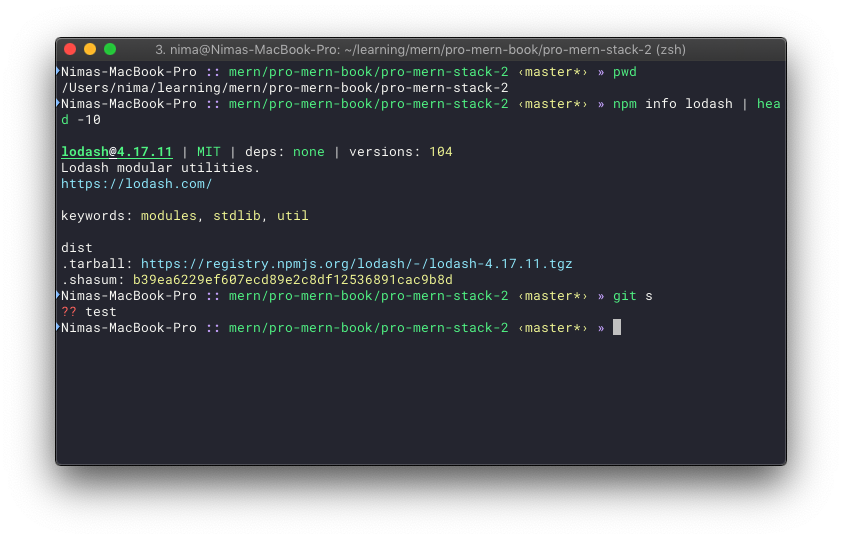 3. nima@Nimas-MacBook-Pro: ~/learning/mern/pro-mern-book/pro-mern-stack-2 (zsh)
Nimas-MacBook-Pro :: mern/pro-mern-book/pro-mern-stack-2 ‹master*› » pwd
/Users/nima/learning/mern/pro-mern-book/pro-mern-stack-2
Nimas-MacBook-Pro :: mern/pro-mern-book/pro-mern-stack-2 ‹master*› » npm info lodash | hea
d -10
lodash@4.17.11 | MIT | deps: none | versions: 104
Lodash modular utilities.
https://lodash.com/
keywords: modules, stdlib, util
dist
.tarball: https://registry.npmjs.org/lodash/-/lodash-4.17.11.tgz
.shasum: b39ea6229ef607ecd89e2c8df12536891cac9b8d
Nimas-MacBook-Pro :: mern/pro-mern-book/pro-mern-stack-2 ‹master*› » git s
?? test
Nimas-MacBook-Pro :: mern/pro-mern-book/pro-mern-stack-2 ‹master*› »